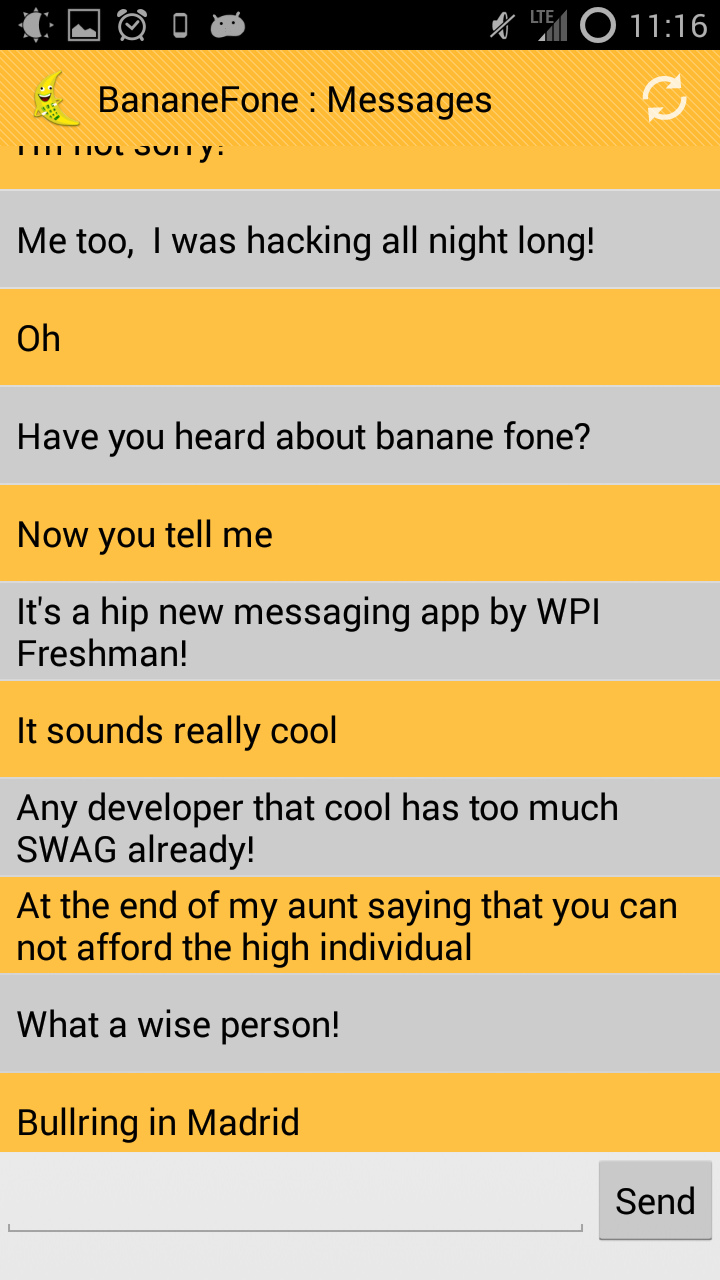 LTE 11:16
BananeFone : Messages
I'm not sorry!
Me too,  I was hacking all night long!
Oh
Have you heard about banane fone?
Now you tell me
It's a hip new messaging app by WPI
Freshman!
It sounds really cool
Any developer that cool has too much
SWAG already!
At the end of my aunt saying that you can
not afford the high individual
What a wise person!
Bullring in Madrid
Send